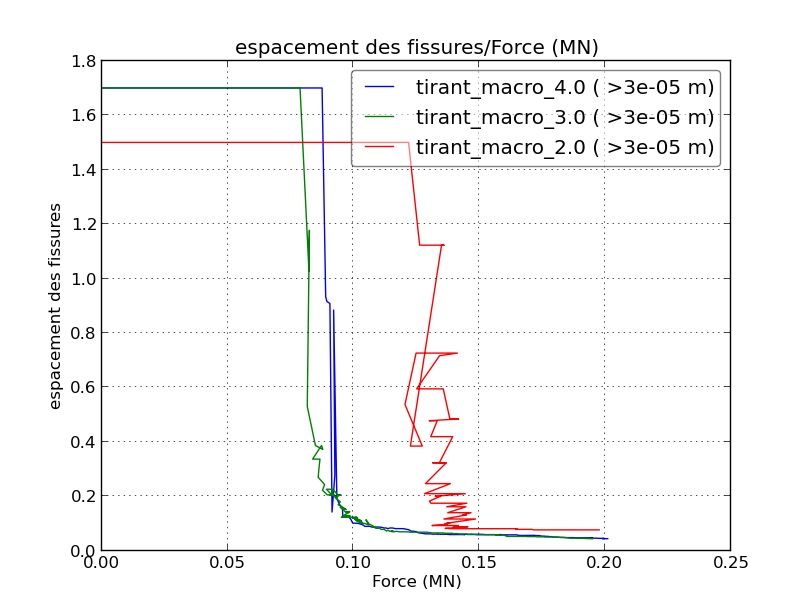 espacement des fissures/Force (MN)
1.8
1.6
1.4
1.2
1.0
0.8
0.6
0.4
0.2
0.0
espacement des fissures
tirant_macro_4.0 ( >3e-05 m)
tirant_macro_3.0 ( >3e-05 m)
tirant_macro_2.0 ( >3e-05 m)
0.00 0.05 0.10 0.15 0.20 0.25
Force (MN)